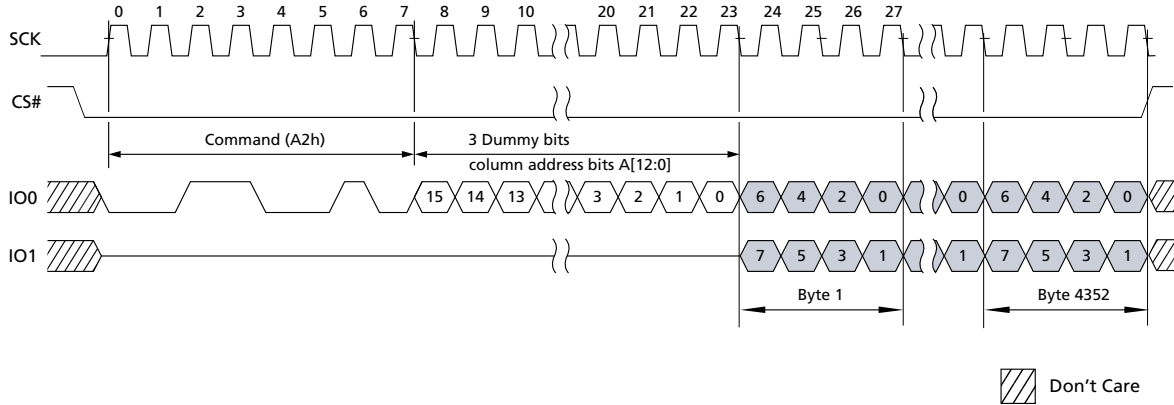 0 1 2 3 4 5 6 7 8 9 10 20 21 22 23 24 25 26 27
SCK
CS#
Command (A2h) 3 Dummy bits
column address bits A[12:0]
IO0 15 14 13 3 2 1 0 6 4 2 0 0 6 4 2 0
IO1 7 5 3 1 1 7 5 3 1
Byte 1 Byte 4352
Don't Care